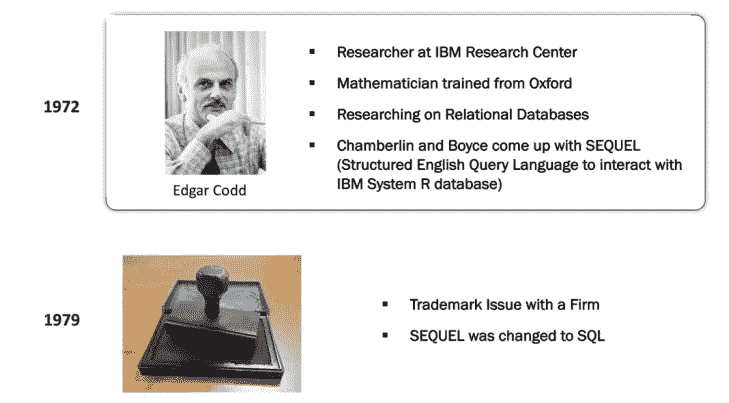 1972
Edgar Codd
▪ Researcher at IBM Research Center
▪ Mathematician trained from Oxford
▪ Researching on Relational Databases
▪ Chamberlin and Boyce come up with SEQUEL
(Structured English Query Language to interact with
IBM System R database)
1979
▪ Trademark Issue with a Firm
▪ SEQUEL was changed to SQL